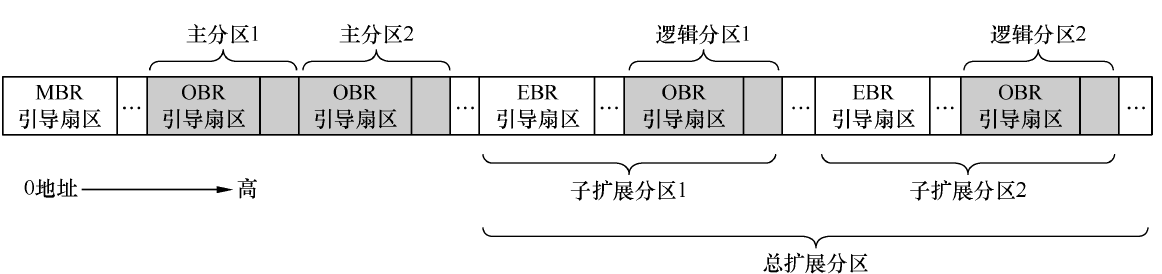 主分区1 主分区2 逻辑分区1 逻辑分区2
MBR 引导扇区 … OBR 引导扇区 OBR 引导扇区 … EBR 引导扇区 … OBR 引导扇区 … EBR 引导扇区 … OBR 引导扇区 …
0地址 高 子扩展分区1 子扩展分区2
总扩展分区